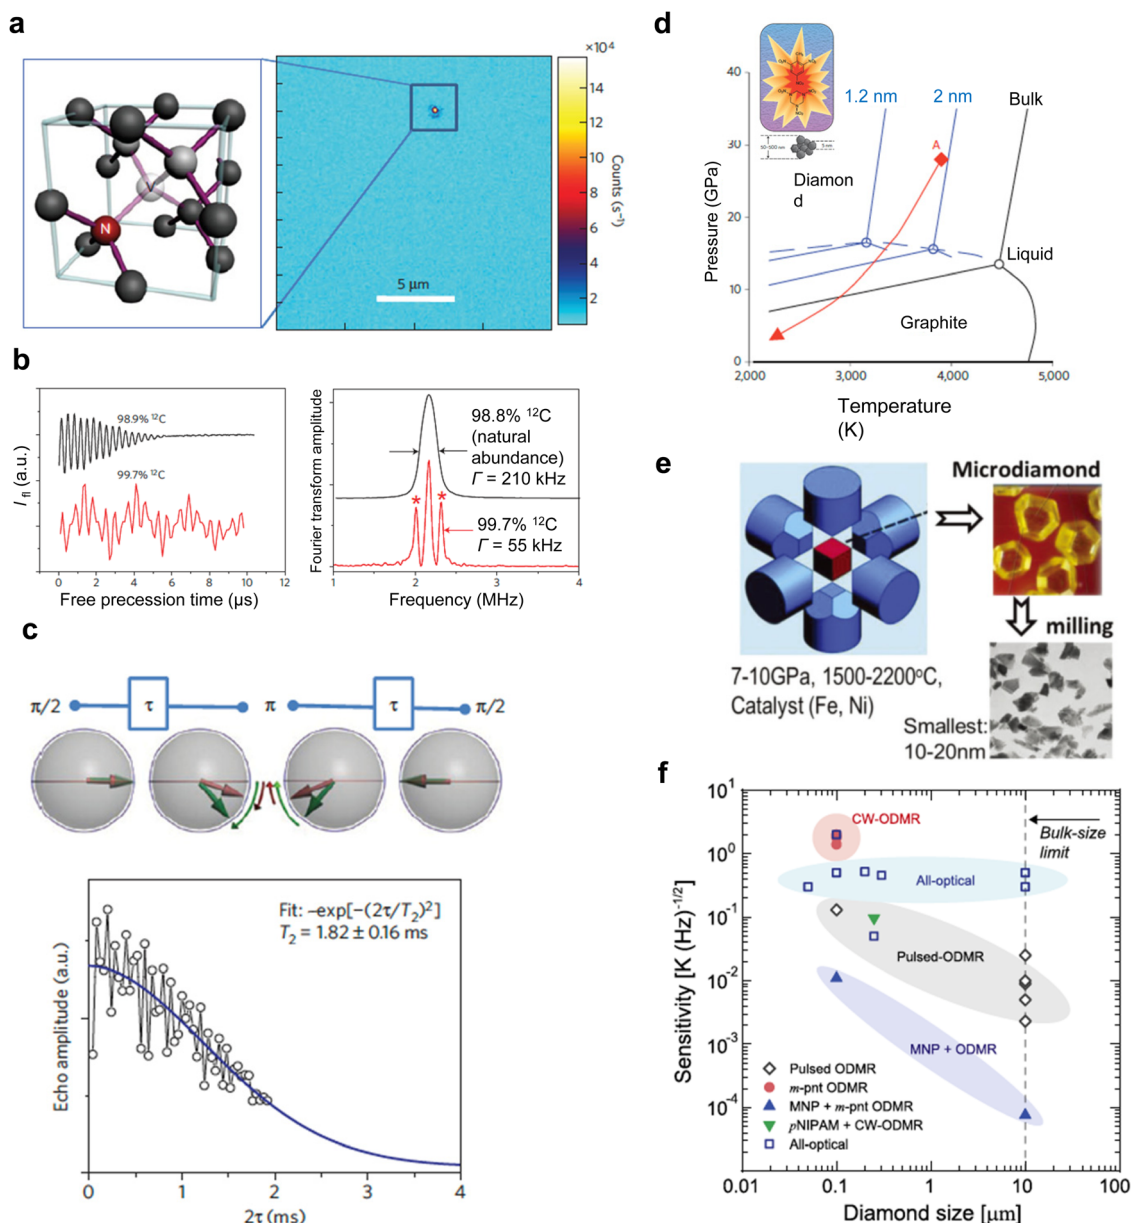 a
N
V
×10⁴
14
12
10
8
6
4
2
Counts (s⁻¹)
5 µm
b
98.9% ¹²C
99.7% ¹²C
I fl (a.u.)
0 2 4 6 8 10 12
Free precession time (µs)
Fourier transform amplitude
98.8% ¹²C
(natural
abundance)
Γ = 210 kHz
* *
99.7% ¹²C
Γ = 55 kHz
1 2 3 4
Frequency (MHz)
c
π/2 τ π τ π/2
Echo amplitude (a.u.)
Fit: –exp[–(2τ/T₂)²]
T₂ = 1.82 ± 0.16 ms
0 1 2 3 4
2τ (ms)
d
40
30
20
10
0
Pressure (GPa)
1.2 nm 2 nm Bulk
5 nm
A
Diamon
d
Liquid
Graphite
2,000 3,000 4,000 5,000
Temperature
(K)
e
Microdiamond
milling
7-10GPa, 1500-2200ºC,
Catalyst (Fe, Ni)
Smallest:
10-20nm
f
10¹
10⁰
10⁻¹
10⁻²
10⁻³
10⁻⁴
Sensitivity [K (Hz)⁻¹/²]
CW-ODMR
Bulk-size
limit
All-optical
Pulsed-ODMR
MNP + ODMR
Pulsed ODMR
m-pnt ODMR
MNP + m-pnt ODMR
pNIPAM + CW-ODMR
All-optical
0.01 0.1 1 10 100
Diamond size [µm]